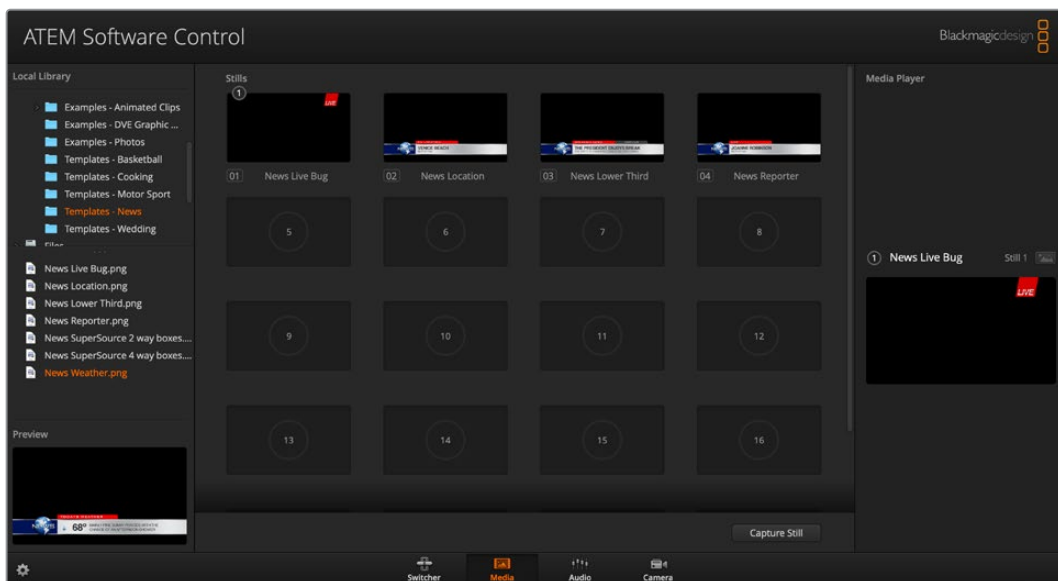 ATEM Software Control
Blackmagicdesign
Local Library
Examples - Animated Clips
Examples - DVE Graphic ...
Examples - Photos
Templates - Basketball
Templates - Cooking
Templates - Motor Sport
Templates - News
Templates - Wedding
Files
News Live Bug.png
News Location.png
News Lower Third.png
News Reporter.png
News SuperSource 2 way boxes....
News SuperSource 4 way boxes....
News Weather.png
Preview
NEWS
68°
Stills
1
LIVE
01 News Live Bug
02 News Location
03 News Lower Third
04 News Reporter
5 6 7 8
9 10 11 12
13 14 15 16
Capture Still
Media Player
1 News Live Bug Still 1
LIVE
Switcher Media Audio Camera